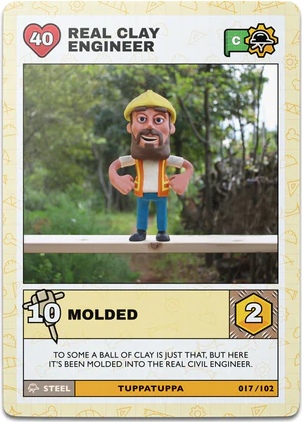 40
REAL CLAY
ENGINEER
C
10 MOLDED
2
TO SOME A BALL OF CLAY IS JUST THAT, BUT HERE
IT'S BEEN MOLDED INTO THE REAL CIVIL ENGINEER.
STEEL TUPPATUPPA 017/102